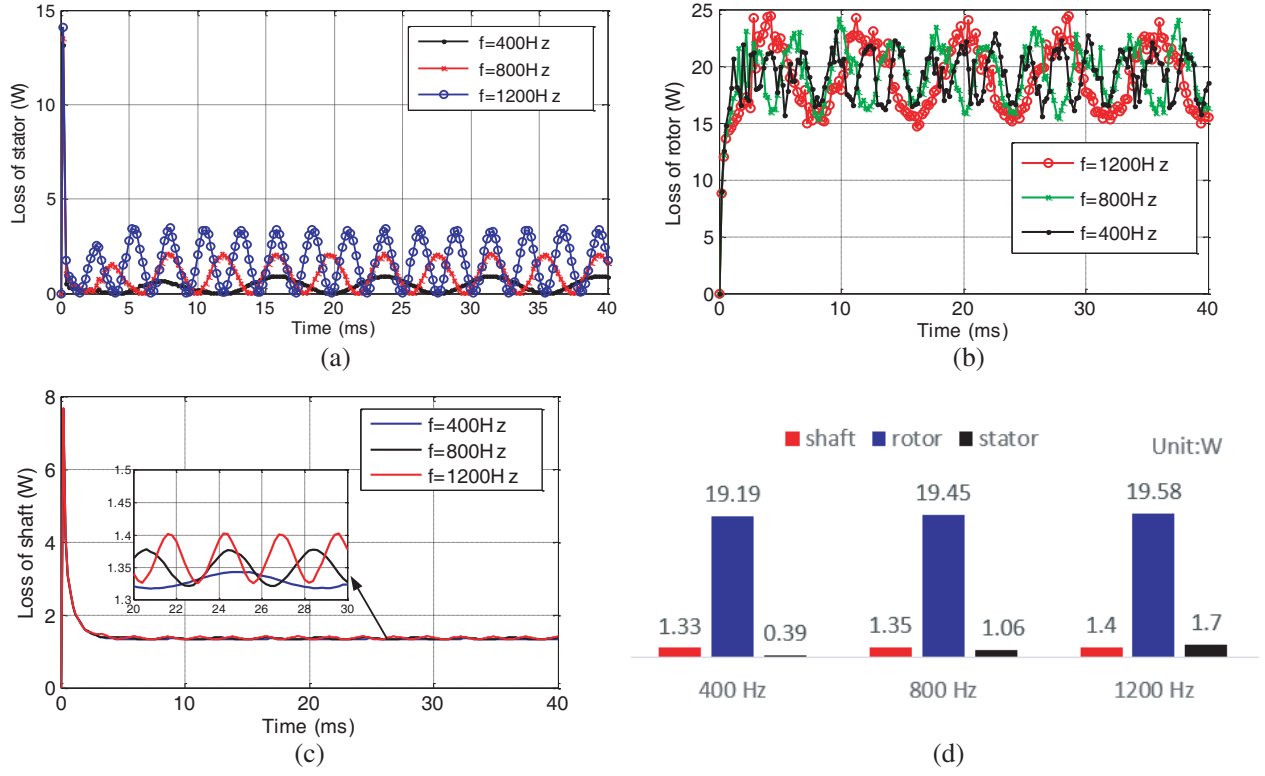 15
10
5
0
Loss of stator (W)
f=400Hz
f=800Hz
f=1200Hz
0 5 10 15 20 25 30 35 40
Time (ms)
(a)
25
20
15
25
10
5
0
Loss of rotor (W)
f=1200Hz
f=800Hz
f=400Hz
0 10 20 30 40
Time (ms)
(b)
8
6
4
2
0
Loss of shaft (W)
f=400Hz
f=800Hz
f=1200Hz
1.5
1.45
1.4
1.35
1.3
20 22 24 26 28 30
0 10 20 30 40
Time (ms)
(c)
shaft rotor stator
Unit:W
19.19 19.45 19.58
1.33 0.39 1.35 1.06 1.4 1.7
400 Hz 800 Hz 1200 Hz
(d)